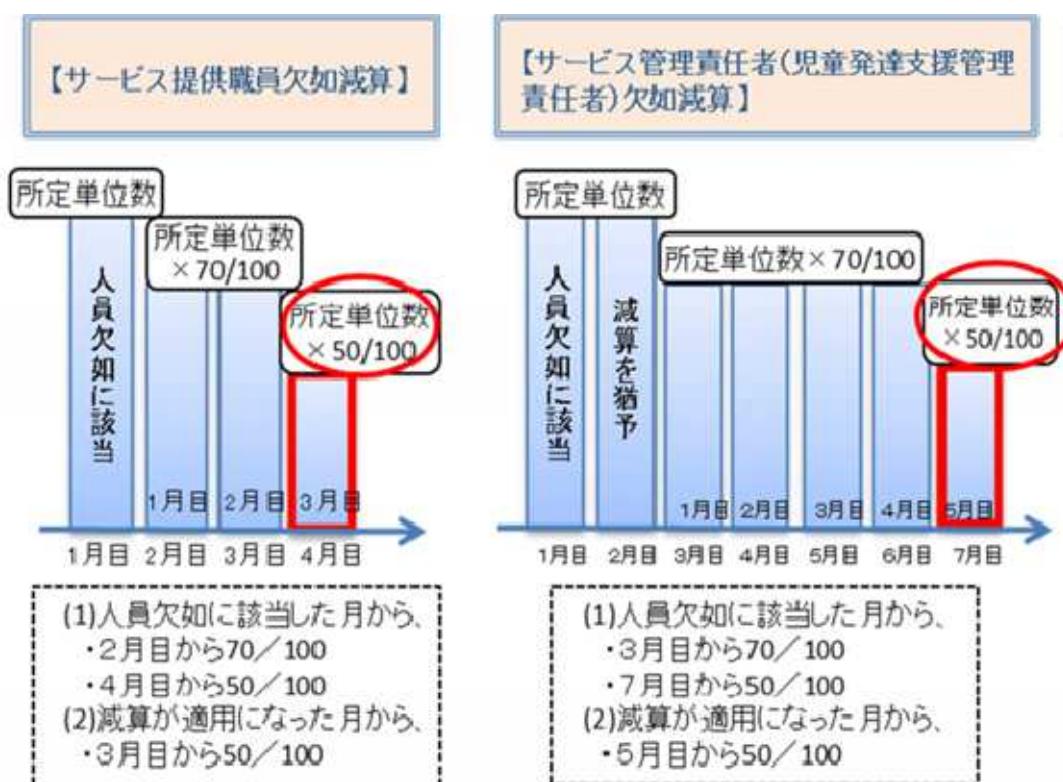 【サービス提供職員欠如減算】
所定単位数
所定単位数
×70/100
所定単位数
×50/100
人員欠如に該当
1月目 2月目 3月目
1月目 2月目 3月目 4月目
(1)人員欠如に該当した月から、
・2月目から70/100
・4月目から50/100
(2)減算が適用になった月から、
・3月目から50/100
【サービス管理責任者(児童発達支援管理
責任者)欠如減算】
所定単位数
所定単位数×70/100
所定単位数
×50/100
人員欠如に該当
減算を猶予
1月目 2月目 3月目 4月目 5月目
1月目 2月目 3月目 4月目 5月目 6月目 7月目
(1)人員欠如に該当した月から、
・3月目から70/100
・7月目から50/100
(2)減算が適用になった月から、
・5月目から50/100